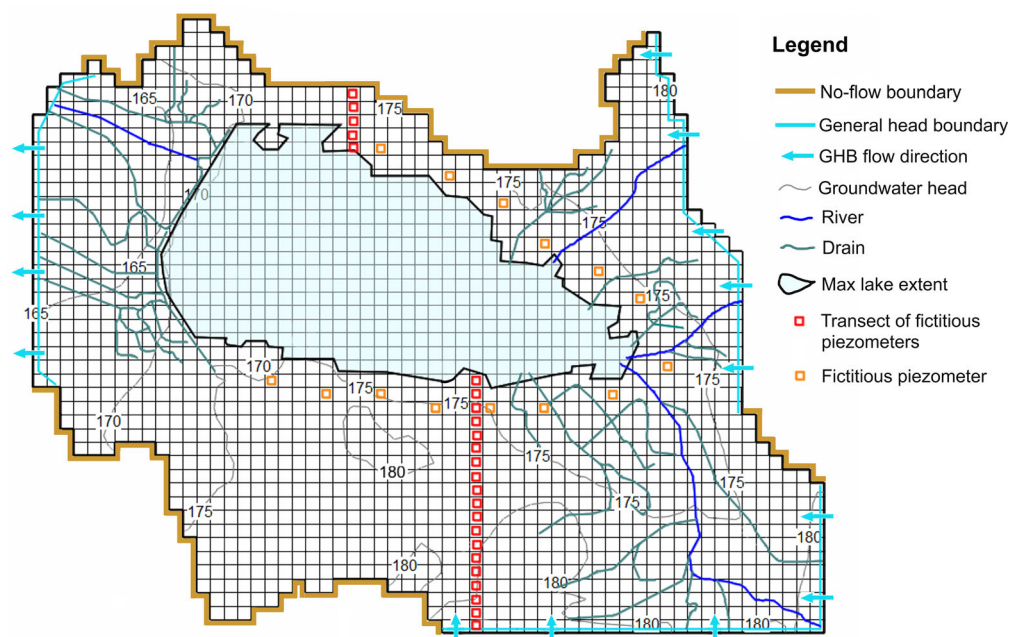 Legend
No-flow boundary
General head boundary
GHB flow direction
Groundwater head
River
Drain
Max lake extent
Transect of fictitious
piezometers
Fictitious piezometer
180
165
170
175
175
170
175
165
175
165
170
175
175
175
170
175
180
175
175
175
180
180
180
180
180